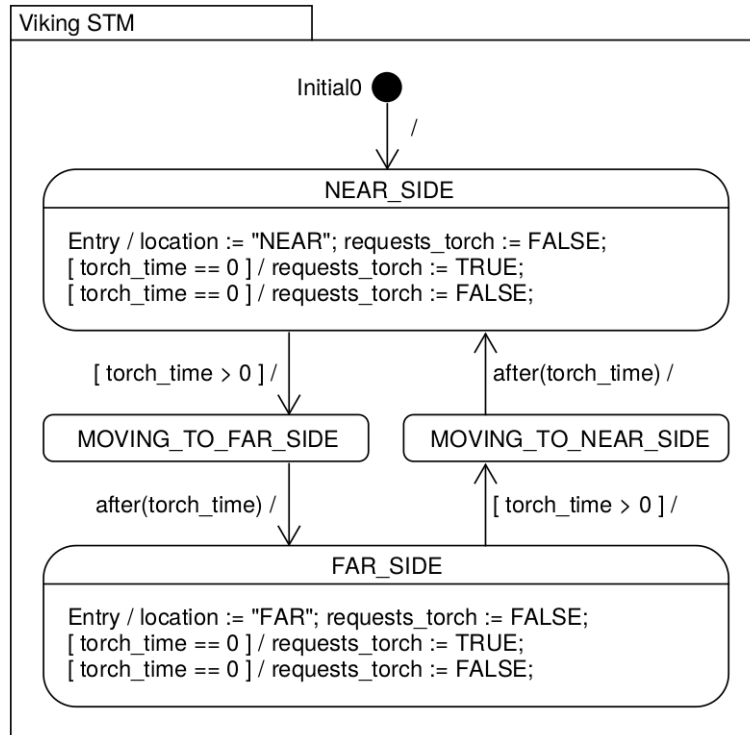 Viking STM
Initial0
/
NEAR_SIDE
Entry / location := "NEAR"; requests_torch := FALSE;
[ torch_time == 0 ] / requests_torch := TRUE;
[ torch_time == 0 ] / requests_torch := FALSE;
[ torch_time > 0 ] /
after(torch_time) /
MOVING_TO_FAR_SIDE
MOVING_TO_NEAR_SIDE
after(torch_time) /
[ torch_time > 0 ] /
FAR_SIDE
Entry / location := "FAR"; requests_torch := FALSE;
[ torch_time == 0 ] / requests_torch := TRUE;
[ torch_time == 0 ] / requests_torch := FALSE;